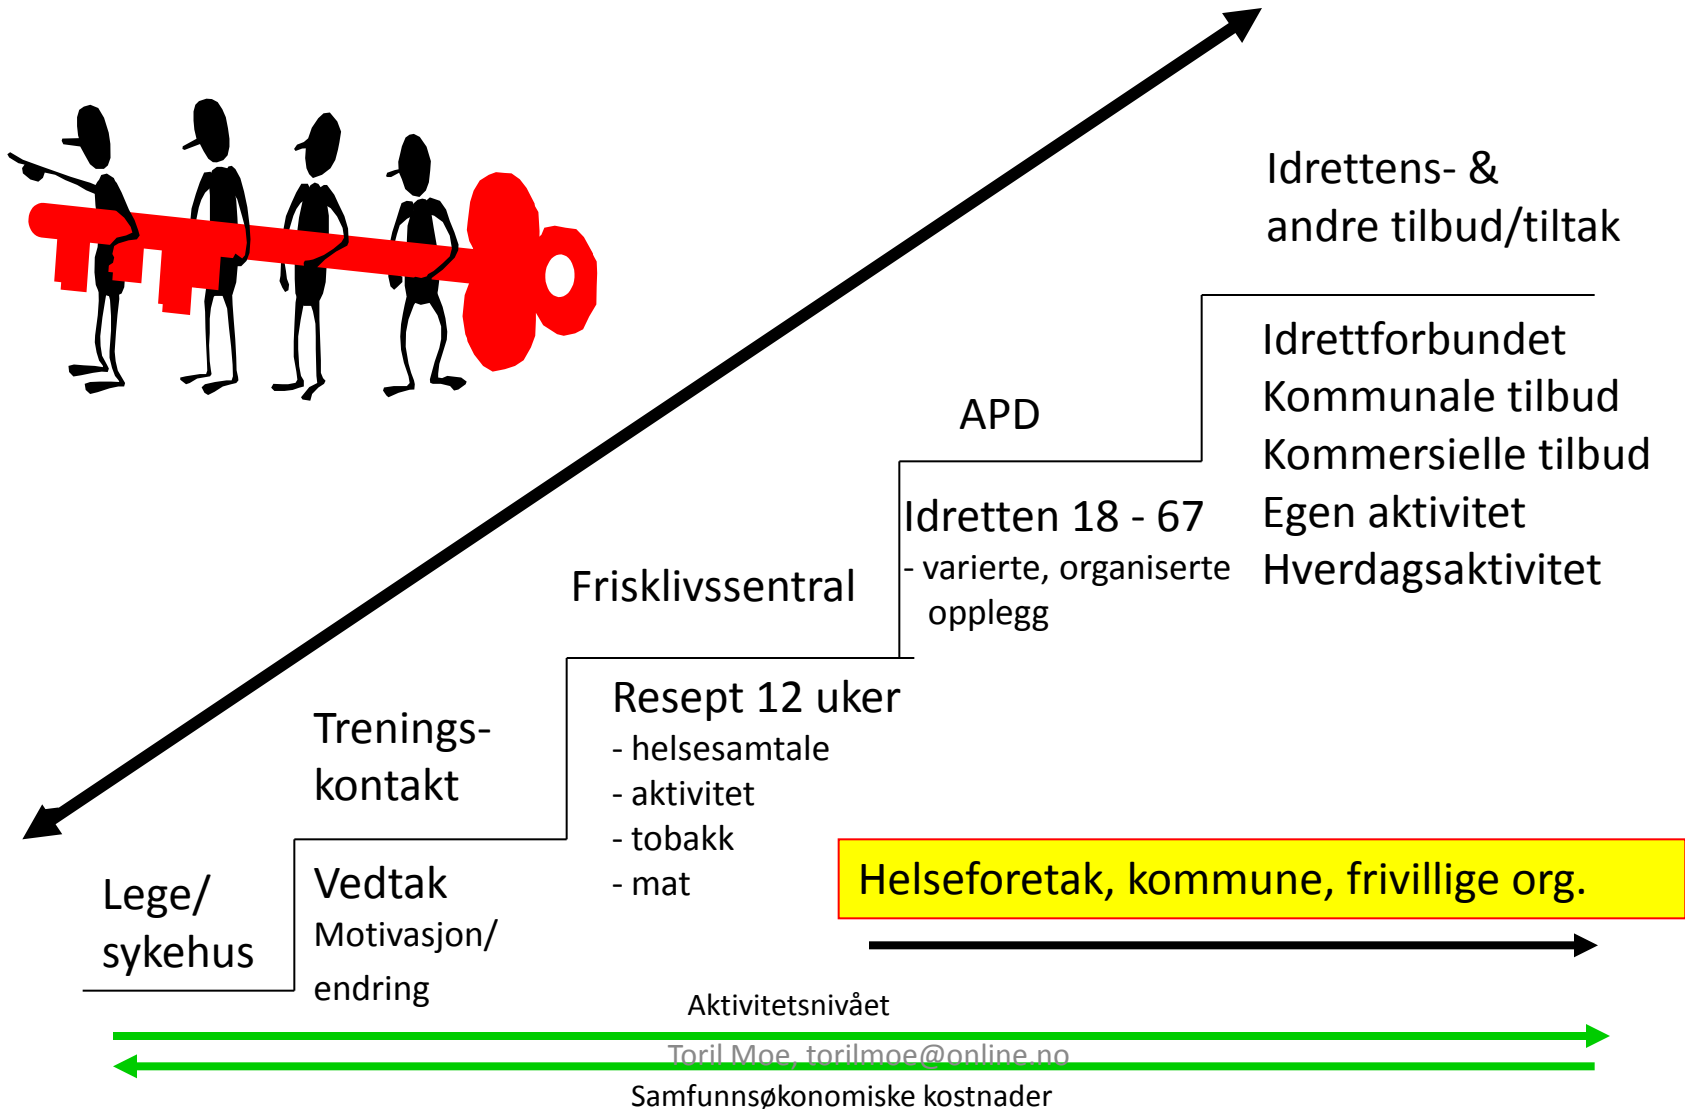 Idrettens- &
andre tilbud/tiltak
Idrettforbundet
Kommunale tilbud
Kommersielle tilbud
Egen aktivitet
Hverdagsaktivitet
APD
Idretten 18 - 67
- varierte, organiserte
opplegg
Frisklivssentral
Resept 12 uker
- helsesamtale
- aktivitet
- tobakk
- mat
Trenings-
kontakt
Vedtak
Motivasjon/
endring
Lege/
sykehus
Helseforetak, kommune, frivillige org.
Aktivitetsnivået
Toril Moe, torilmoe@online.no
Samfunnsøkonomiske kostnader